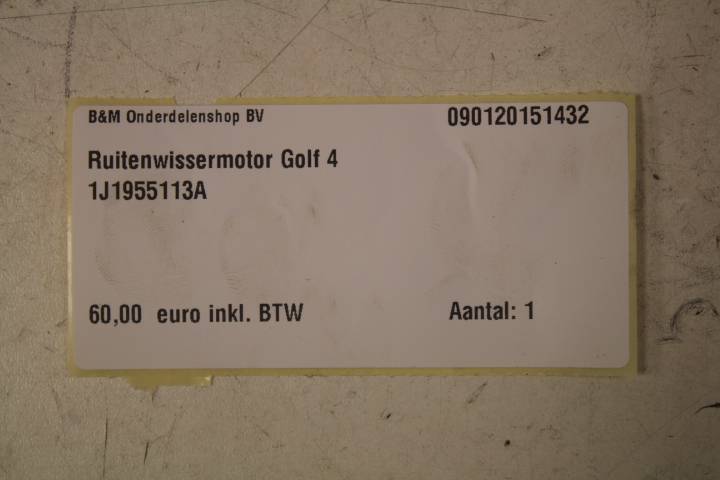 B&M Onderdelenshop BV 090120151432
Ruitenwissermotor Golf 4
1J1955113A
60,00 euro inkl. BTW Aantal: 1